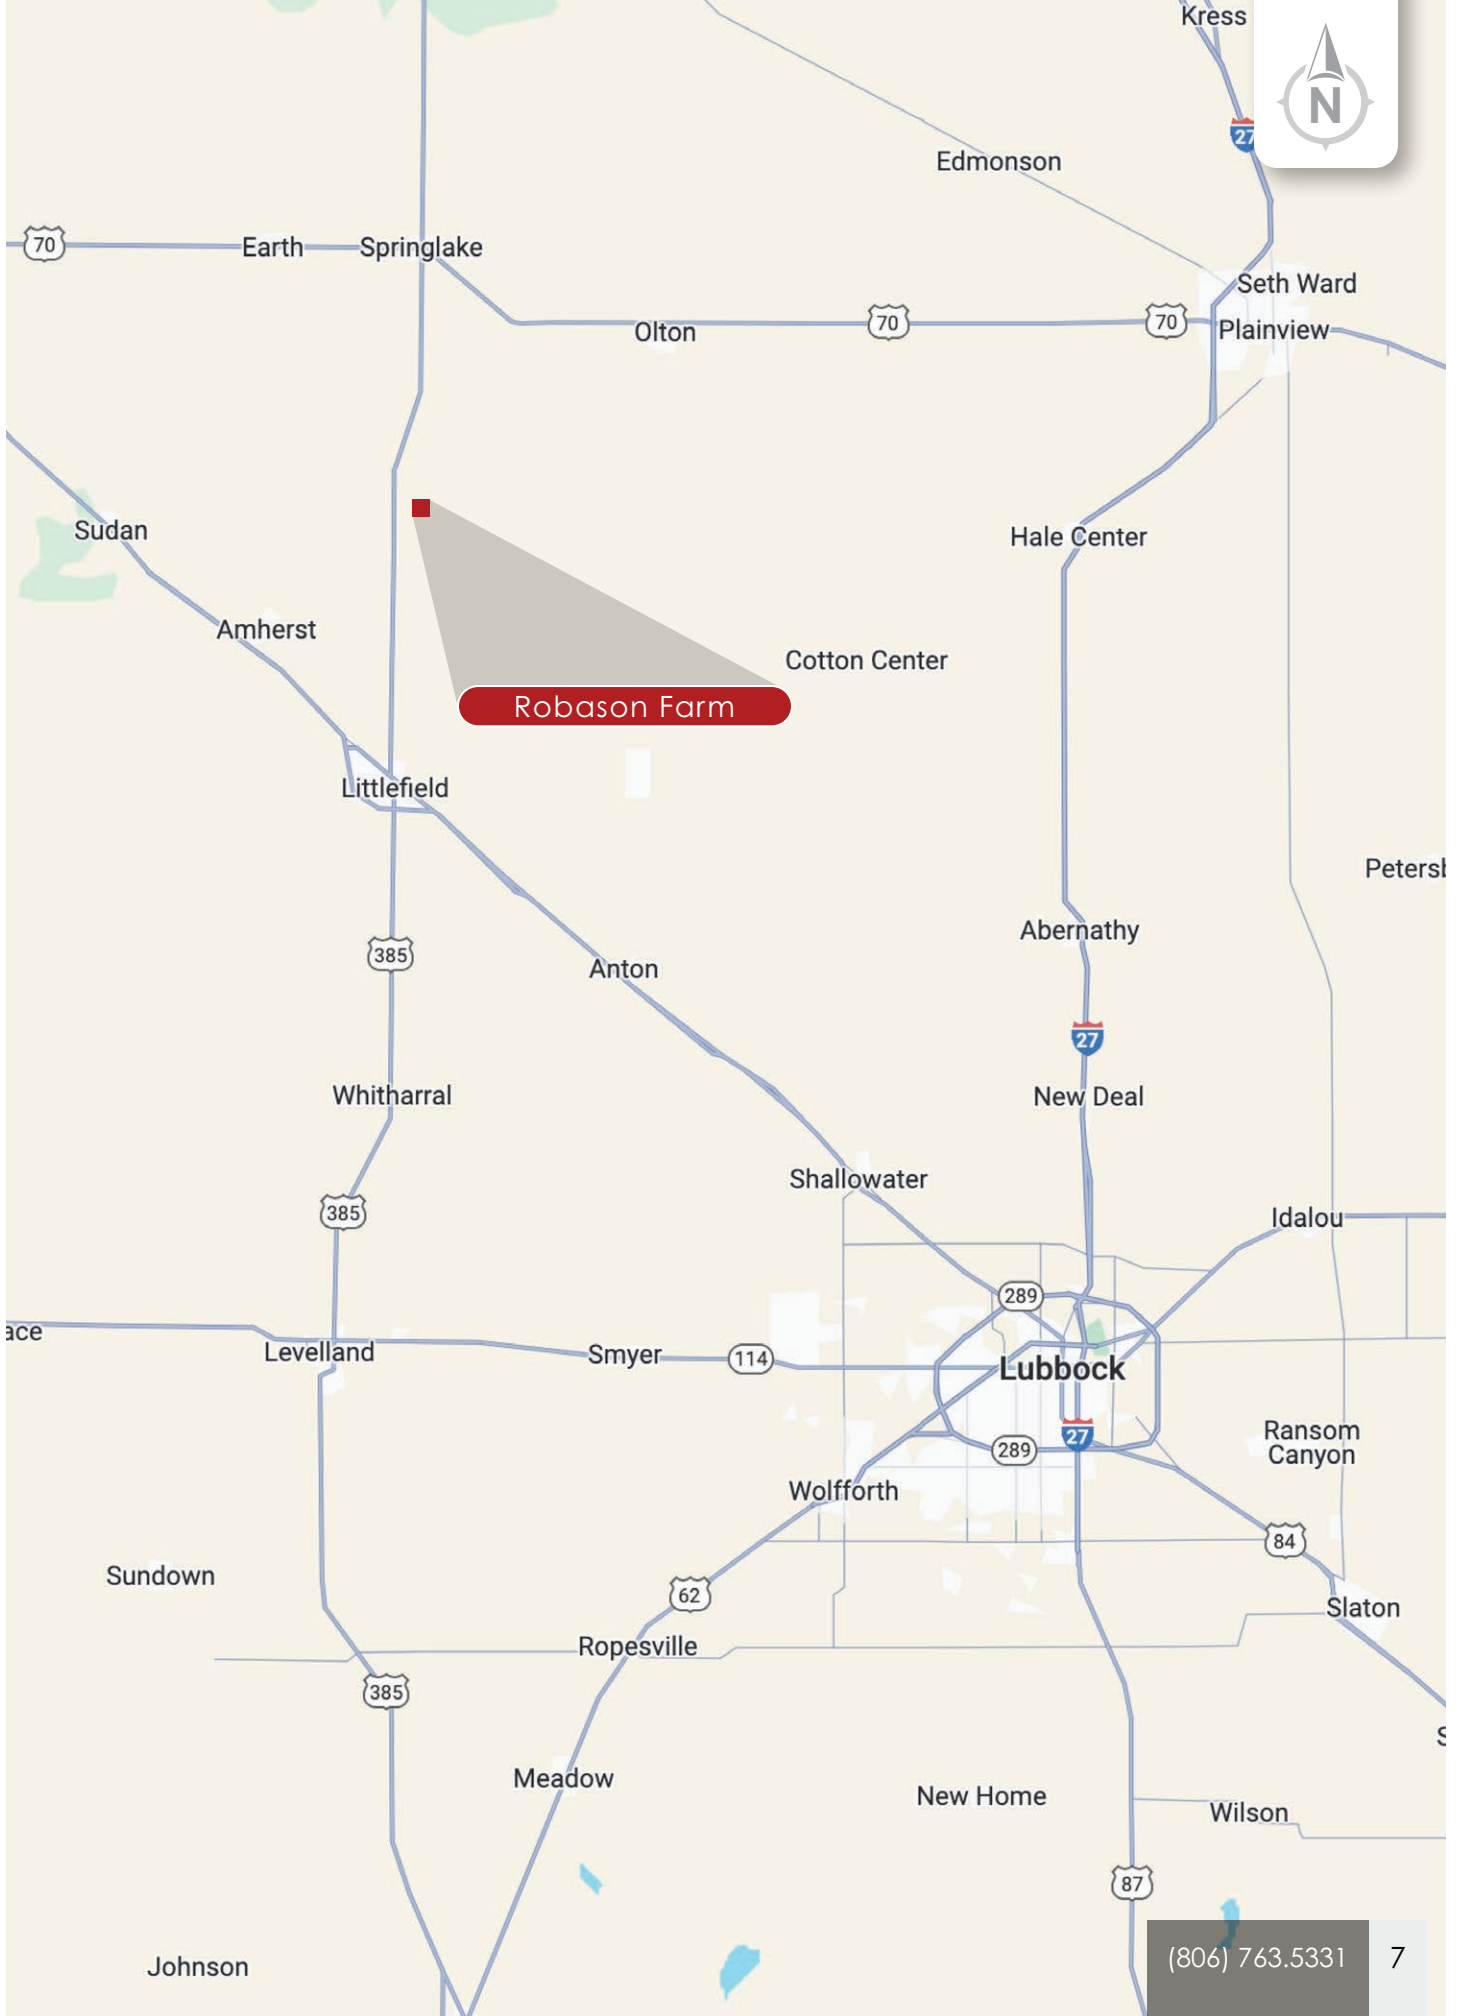 Kress
N
27
Edmonson
70
Earth
Springlake
Seth Ward
Olton
70
70
Plainview
Sudan
Hale Center
Amherst
Cotton Center
Robason Farm
Littlefield
Petersb
Abernathy
385
Anton
27
Whitharral
New Deal
Shallowater
385
Idalou
289
ace
Levelland
Smyer
114
Lubbock
27
289
Ransom
Canyon
Wolfforth
84
Sundown
62
Slaton
Ropesville
385
S
Meadow
New Home
Wilson
87
Johnson
(806) 763.5331
7